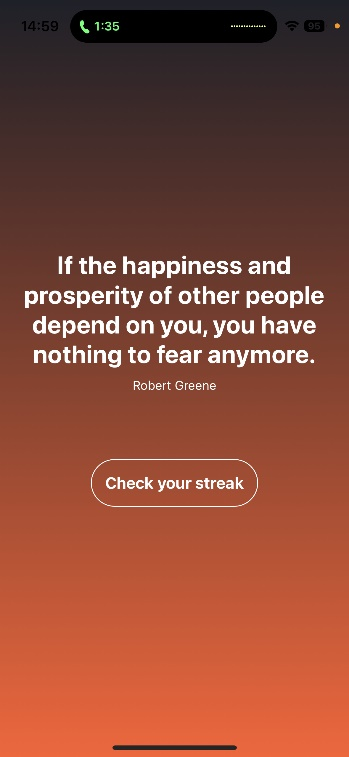 14:59 1:35 95
If the happiness and
prosperity of other people
depend on you, you have
nothing to fear anymore.
Robert Greene
Check your streak